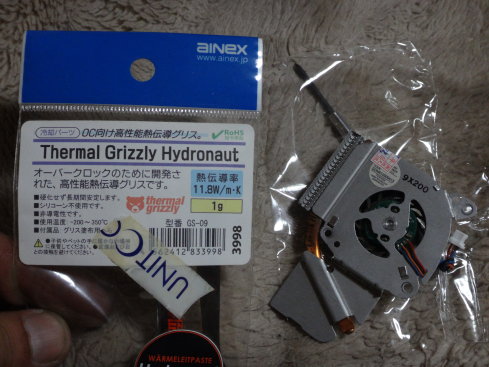 ainex
www.ainex.jp
冷却パーツ OC向け高性能熱伝導グリス。
RoHS
Thermal Grizzly Hydronaut
オーバークロックのために開発さ
れた、高性能熱伝導グリスです。
熱伝導率
11.8W/m・K
1g
■硬化せず長期間安定します。
■シリコーン不使用です。
■非導電性です。
■使用温度：-200～350℃
■付属品 グリス塗布用
thermal
grizzly
型番 GS-09
662412 833998
3998
UNITCOM
WÄRMELEITPASTE
9X200